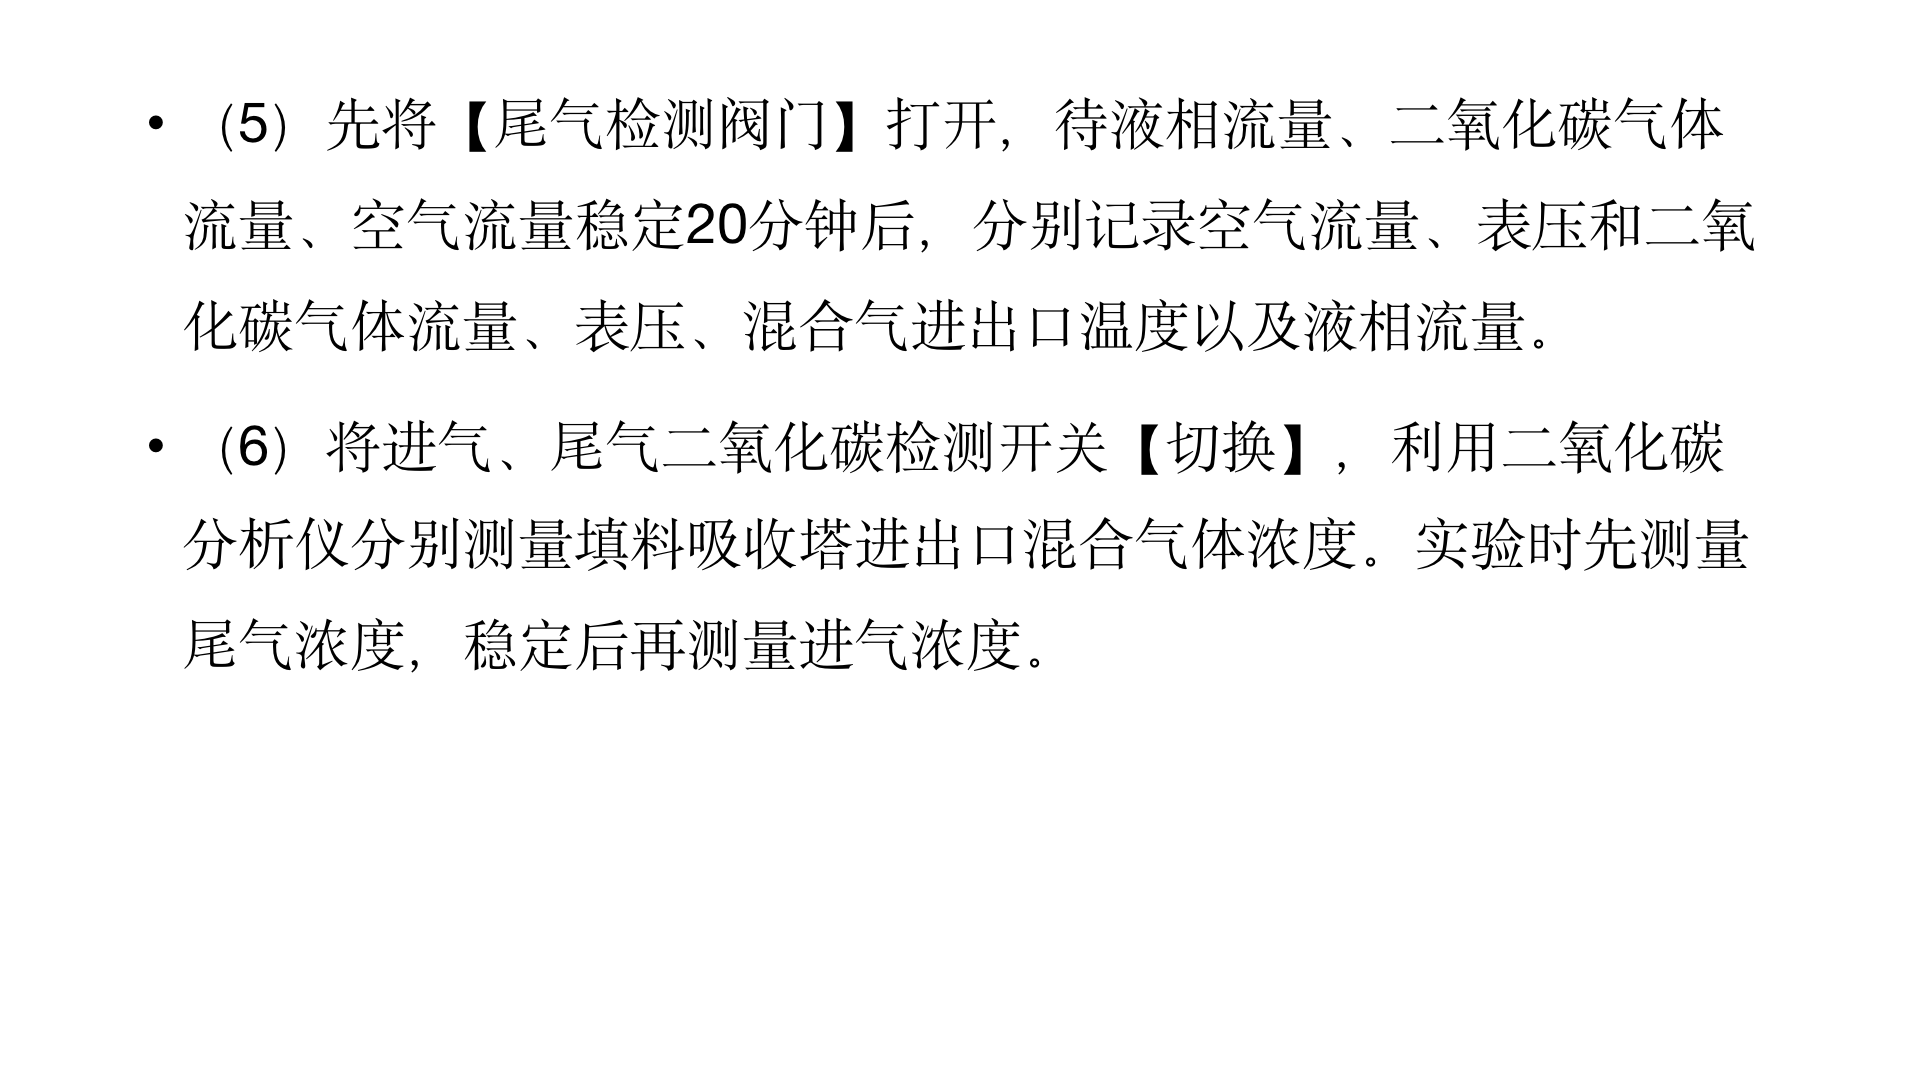 • （5）先将【尾气检测阀门】打开，待液相流量、二氧化碳气体
流量、空气流量稳定20分钟后，分别记录空气流量、表压和二氧
化碳气体流量、表压、混合气进出口温度以及液相流量。
• （6）将进气、尾气二氧化碳检测开关【切换】，利用二氧化碳
分析仪分别测量填料吸收塔进出口混合气体浓度。实验时先测量
尾气浓度，稳定后再测量进气浓度。